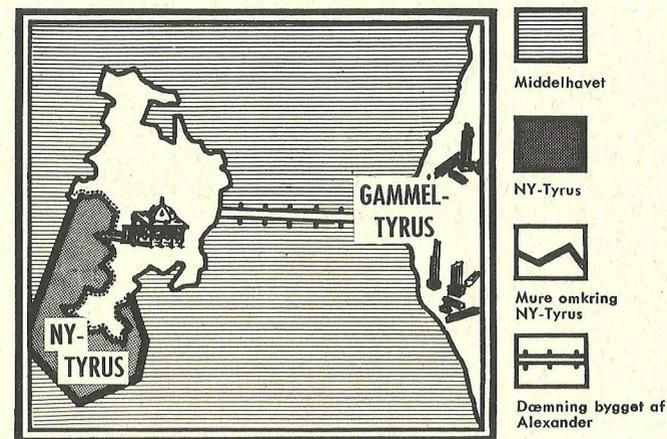 GAMMEL-
TYRUS
NY-
TYRUS
Middelhavet
NY-Tyrus
Mure omkring
NY-Tyrus
Dæmning bygget af
Alexander